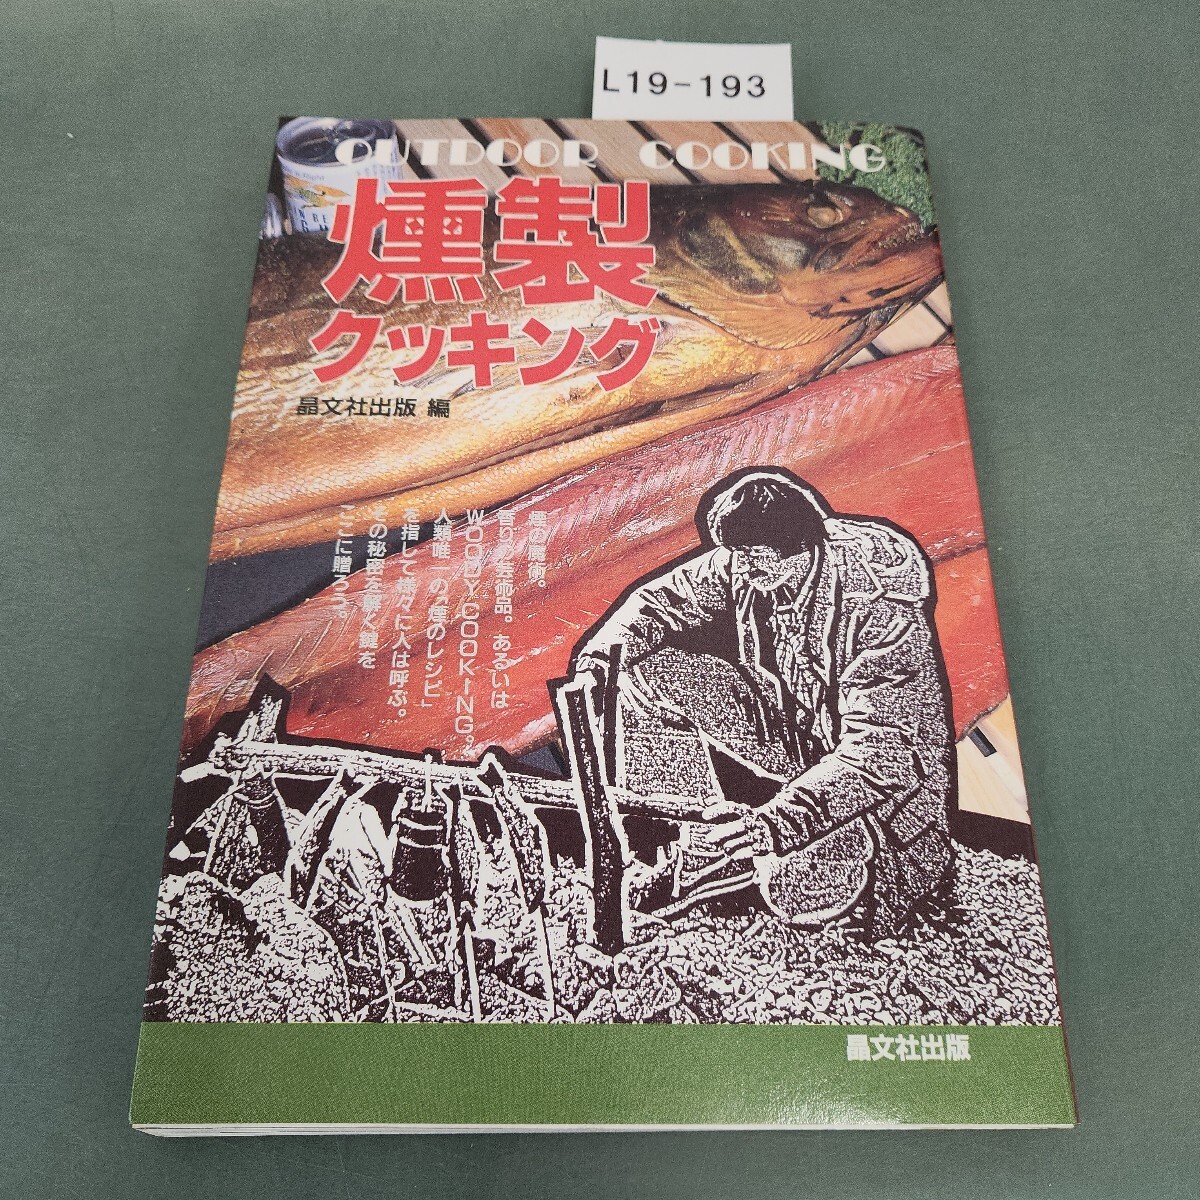 L19-193
OUTDOOR COOKING
燻製
クッキング
晶文社出版 編
煙の魔術。
香りの芸術品。あるいは
WOODY COOKING。
人類唯一の「煙のレシピ」
を指して様々に人は呼ぶ。
その秘密を解く鍵を
ここに贈ろう。
晶文社出版